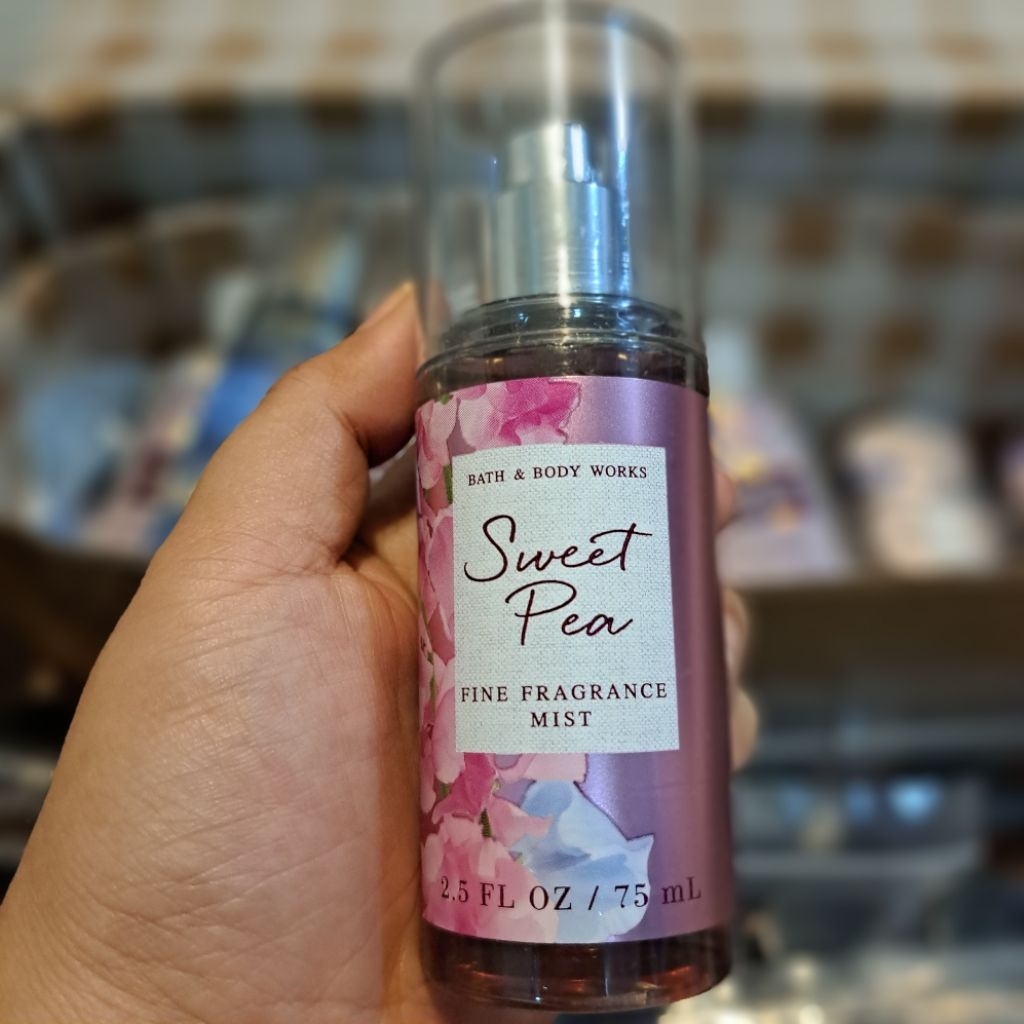 BATH & BODY WORKS
Sweet
Pea
FINE FRAGRANCE
MIST
2.5 FL OZ / 75 mL